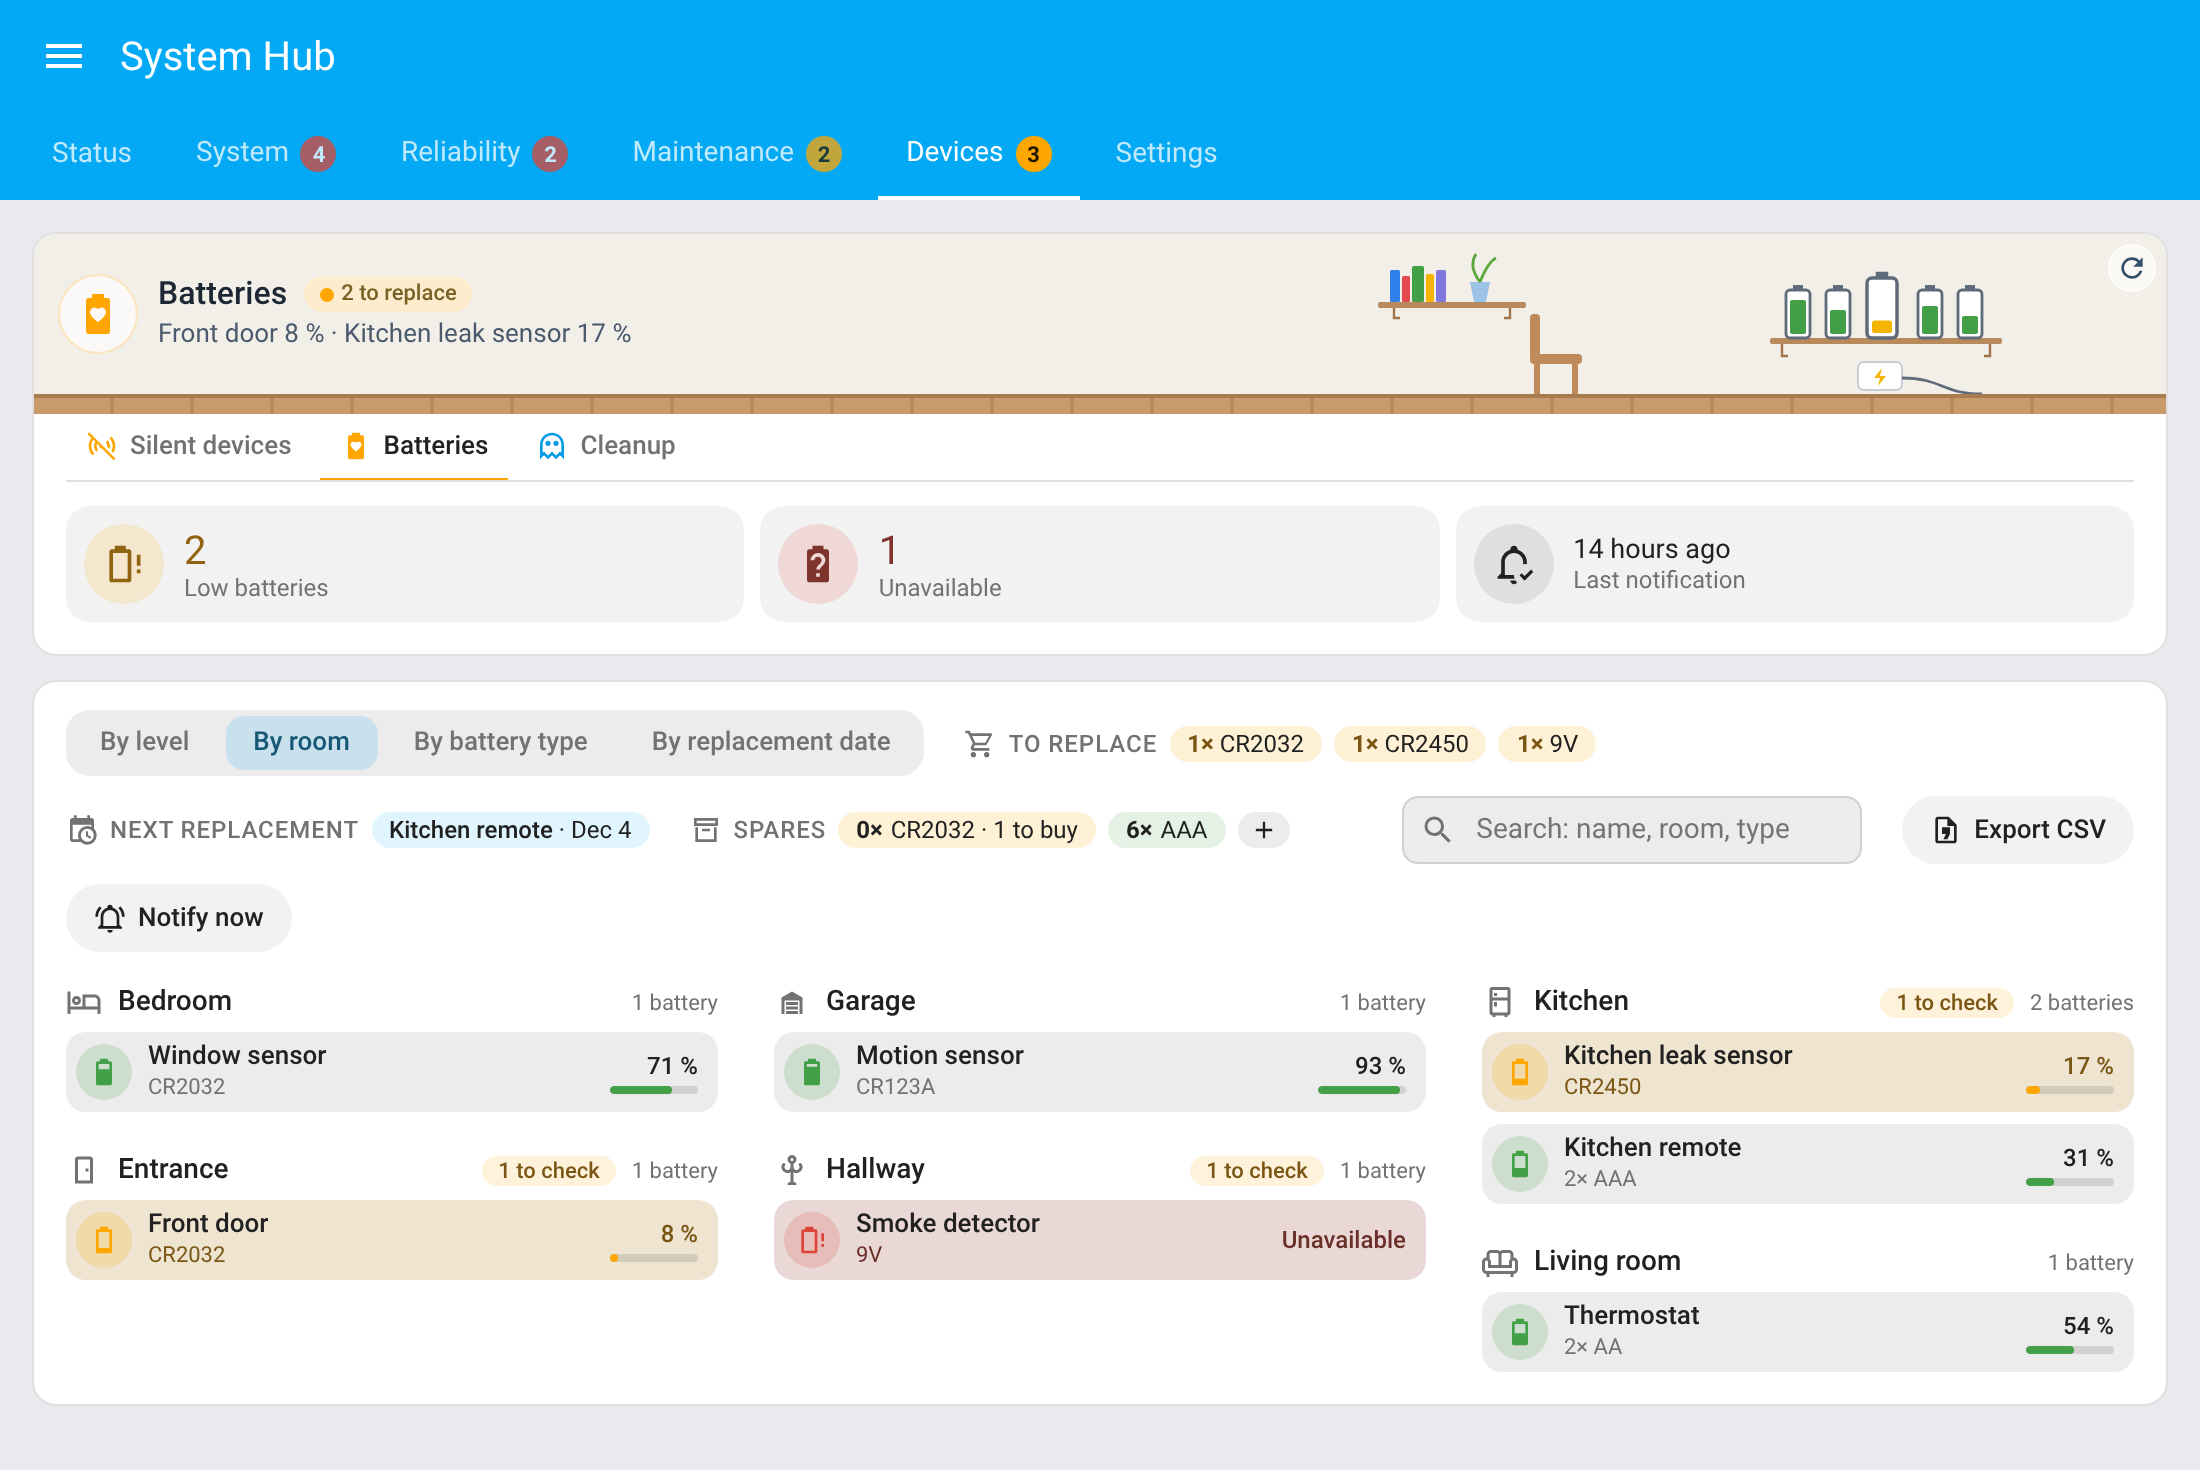 System Hub
Status System 4 Reliability 2 Maintenance 2 Devices 3 Settings
Batteries 2 to replace
Front door 8 % · Kitchen leak sensor 17 %
Silent devices Batteries Cleanup
2
Low batteries
1
Unavailable
14 hours ago
Last notification
By level By room By battery type By replacement date TO REPLACE 1× CR2032 1× CR2450 1× 9V
NEXT REPLACEMENT Kitchen remote · Dec 4 SPARES 0× CR2032 · 1 to buy 6× AAA + Search: name, room, type Export CSV
Notify now
Bedroom 1 battery
Window sensor
CR2032
71 %
Entrance 1 to check 1 battery
Front door
CR2032
8 %
Garage 1 battery
Motion sensor
CR123A
93 %
Hallway 1 to check 1 battery
Smoke detector
9V
Unavailable
Kitchen 1 to check 2 batteries
Kitchen leak sensor
CR2450
17 %
Kitchen remote
2× AAA
31 %
Living room 1 battery
Thermostat
2× AA
54 %